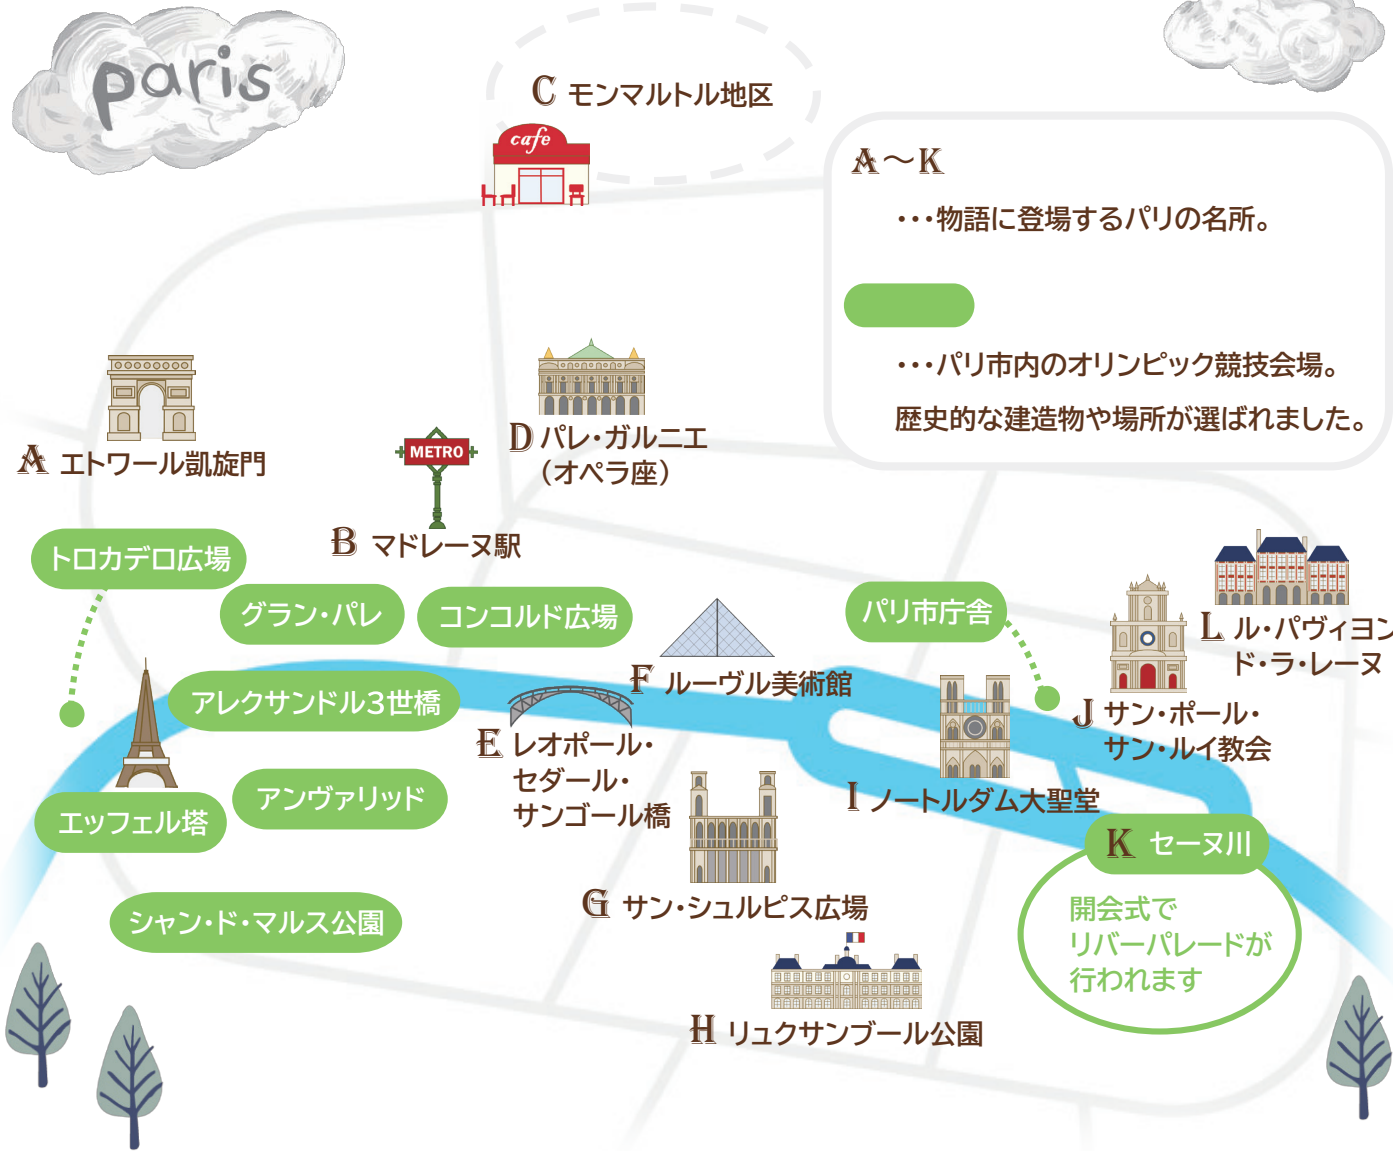 paris
C モンマルトル地区
cafe
A～K
･･･物語に登場するパリの名所。
･･･パリ市内のオリンピック競技会場。
歴史的な建造物や場所が選ばれました。
A エトワール凱旋門
METRO
B マドレーヌ駅
D パレ・ガルニエ
（オペラ座）
トロカデロ広場
グラン・パレ
コンコルド広場
パリ市庁舎
L ル・パヴィヨン
ド・ラ・レーヌ
アレクサンドル3世橋
F ルーヴル美術館
E レオポール・
セダール・
サンゴール橋
J サン・ポール・
サン・ルイ教会
エッフェル塔
アンヴァリッド
I ノートルダム大聖堂
K セーヌ川
開会式で
リバーパレードが
行われます
シャン・ド・マルス公園
G サン・シュルピス広場
H リュクサンブール公園